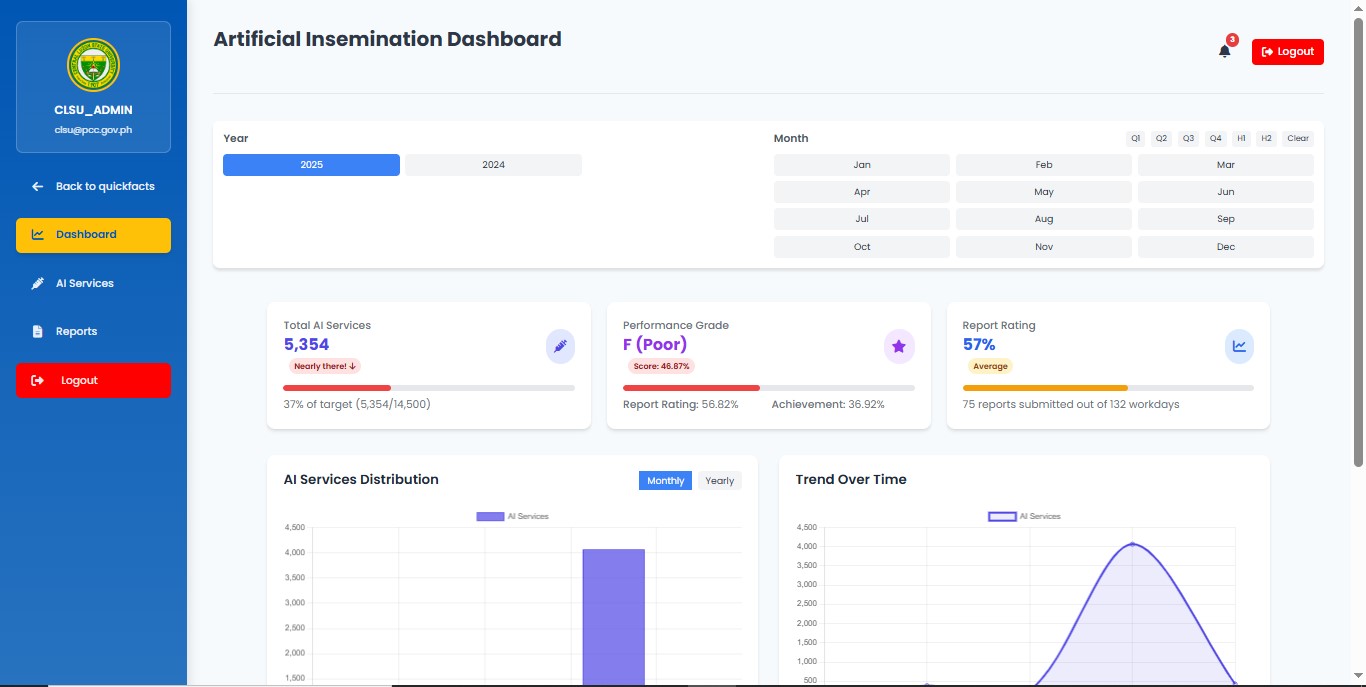 CLSU_ADMIN
clsu@pcc.gov.ph
Back to quickfacts
Dashboard
AI Services
Reports
Logout
Artificial Insemination Dashboard
3
Logout
Year
2025 2024
Month
Q1 Q2 Q3 Q4 H1 H2 Clear
Jan Feb Mar
Apr May Jun
Jul Aug Sep
Oct Nov Dec
Total AI Services
5,354
Nearly there! ↓
37% of target (5,354/14,500)
Performance Grade
F (Poor)
Score: 46.87%
Report Rating: 56.82% Achievement: 36.92%
Report Rating
57%
Average
75 reports submitted out of 132 workdays
AI Services Distribution
Monthly Yearly
AI Services
4,500
4,000
3,500
3,000
2,500
2,000
1,500
Trend Over Time
AI Services
4,500
4,000
3,500
3,000
2,500
2,000
1,500
1,000
500